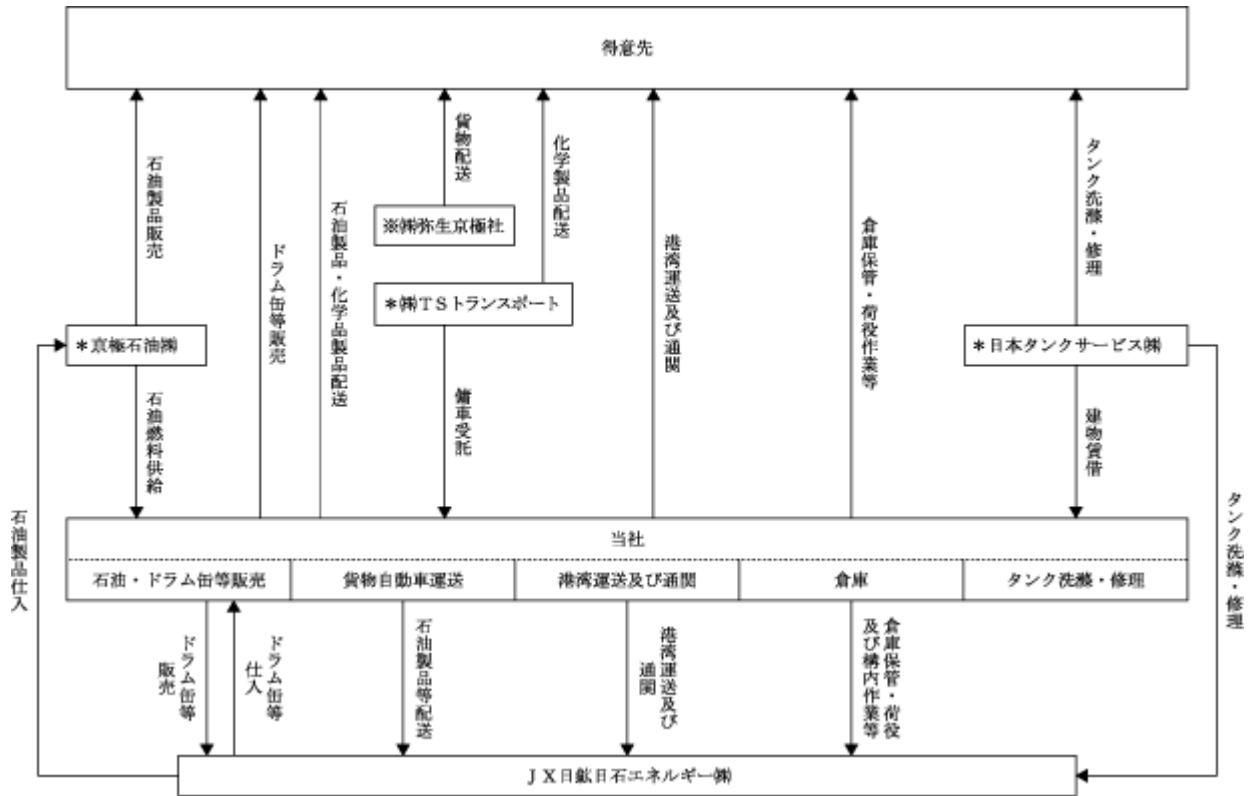 得意先
石油製品販売
ドラム缶等販売
石油製品・化学品製品配送
貨物配送
化学製品配送
港湾運送及び通関
倉庫保管・荷役作業等
タンク洗滌・修理
※㈱弥生京極社
*㈱TSトランスポート
*京極石油㈱
*日本タンクサービス㈱
石油燃料供給
傭車受託
建物賃借
石油製品仕入
タンク洗滌・修理
当社
石油・ドラム缶等販売
貨物自動車運送
港湾運送及び通関
倉庫
タンク洗滌・修理
ドラム缶等
販売
ドラム缶等
仕入
石油製品等配送
港湾運送及び
通関
倉庫保管・荷役
及び構内作業等
JX日鉱日石エネルギー㈱